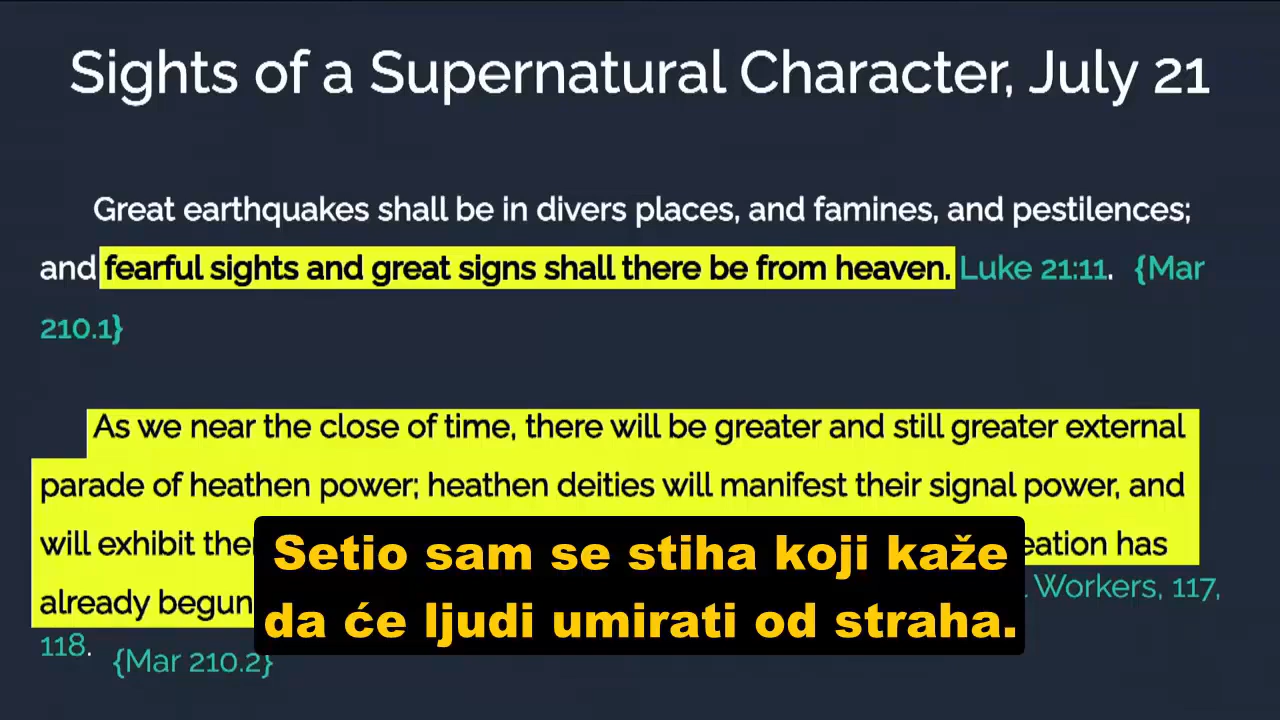 Sights of a Supernatural Character, July 21
Great earthquakes shall be in divers places, and famines, and pestilences;
and fearful sights and great signs shall there be from heaven. Luke 21:11. {Mar
210.1}
As we near the close of time, there will be greater and still greater external
parade of heathen power; heathen deities will manifest their signal power, and
will exhibit
has
already begun
Workers, 117,
118. {Mar 210.2}
Setio sam se stiha koji kaže
da će ljudi umirati od straha.